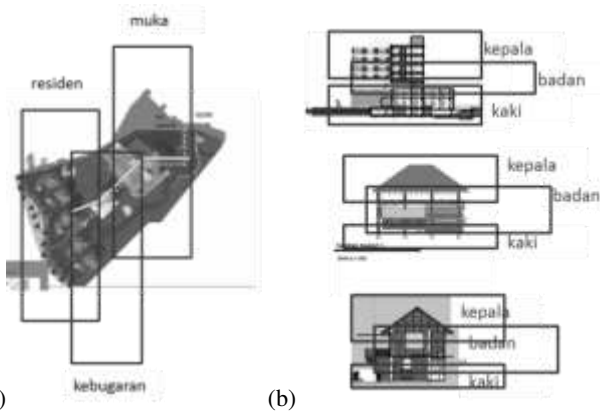 muka
residen
kebugaran
)
(b)
kepala
badan
kaki
kepala
badan
kaki
kepala
badan
kaki